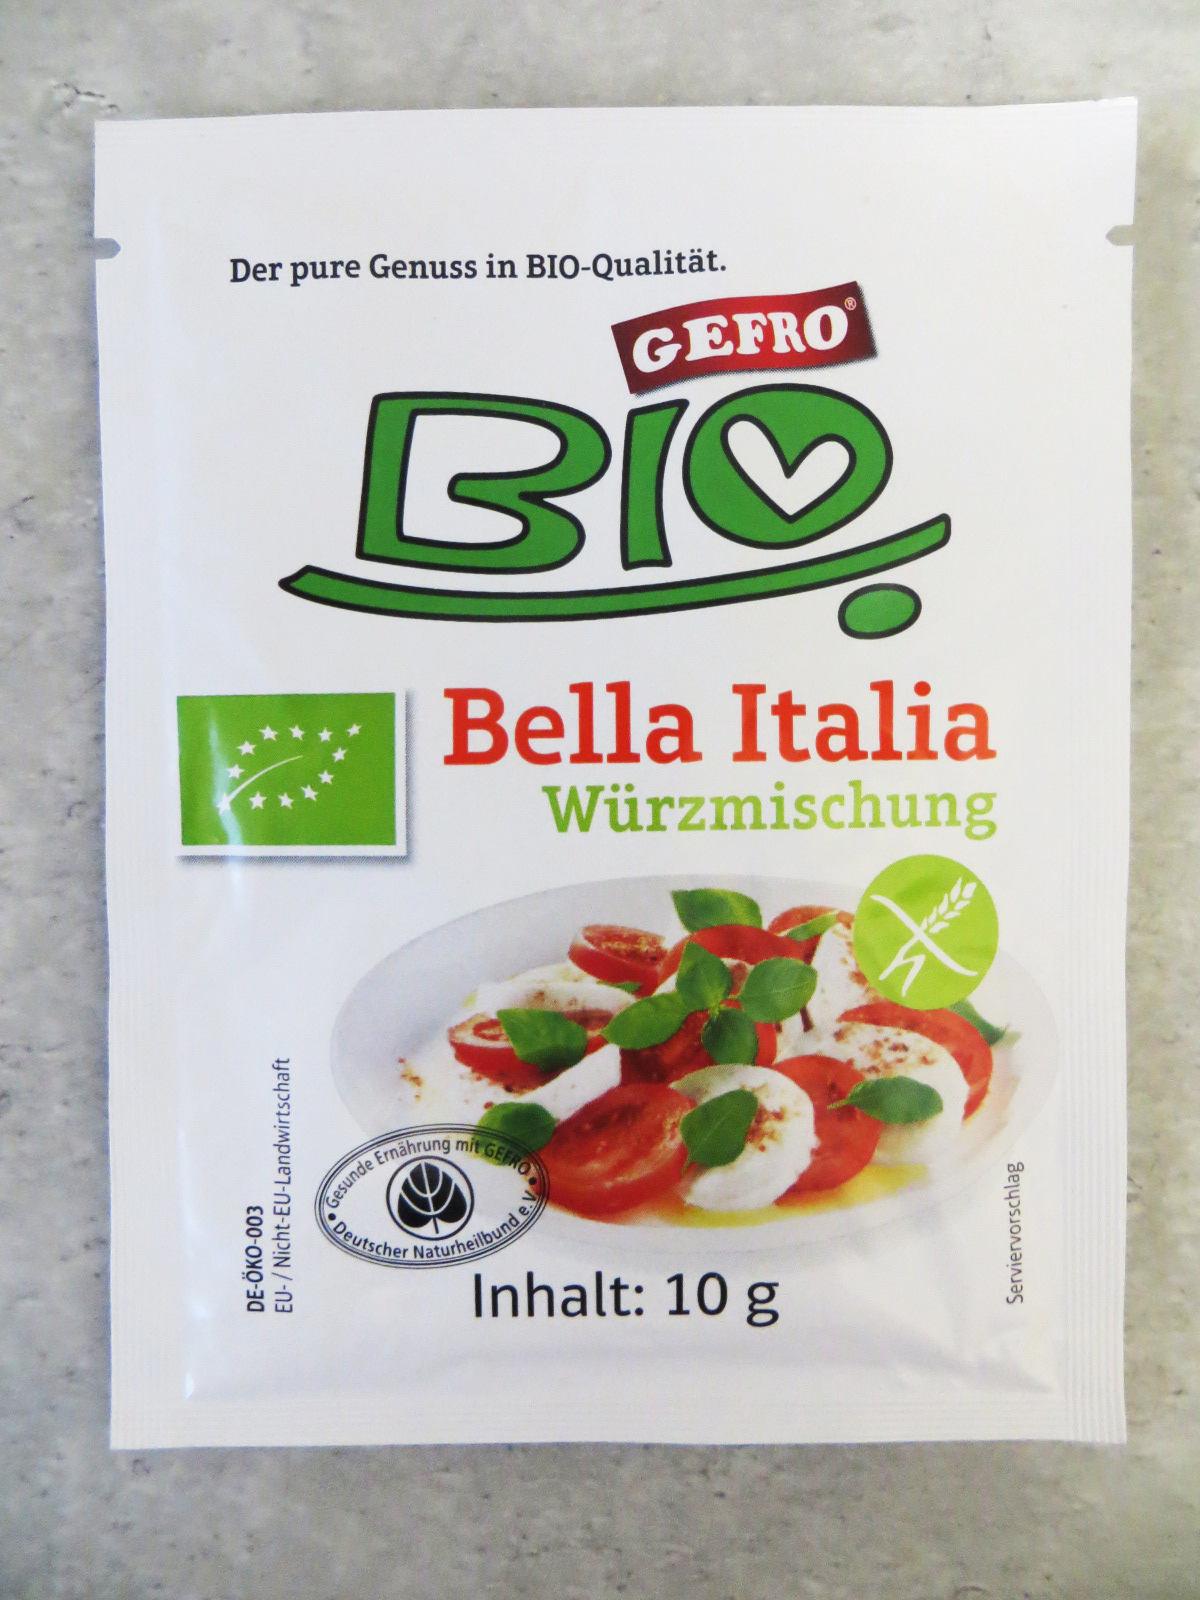 Der pure Genuss in BIO-Qualität.
GEFRO®
BIO
Bella Italia
Würzmischung
DE-ÖKO-003
EU- / Nicht-EU-Landwirtschaft
• Gesunde Ernährung mit GEFRO •
Deutscher Naturheilbund e.V.
Serviervorschlag
Inhalt: 10 g